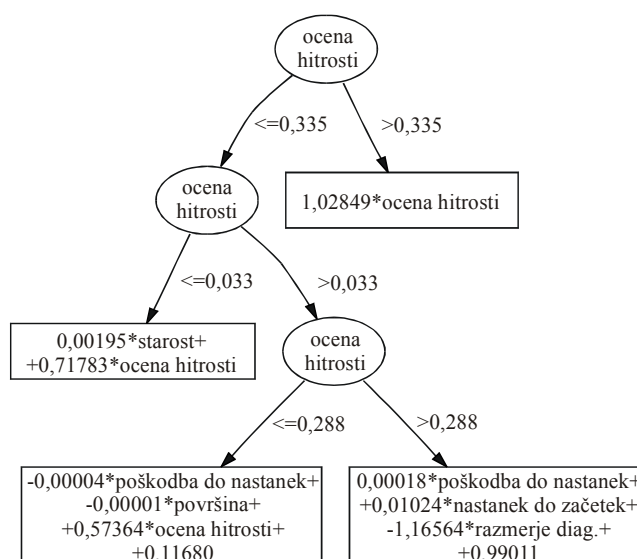 ocena
hitrosti
<=0,335
>0,335
ocena
hitrosti
1,02849*ocena hitrosti
<=0,033
>0,033
0,00195*starost+
+0,71783*ocena hitrosti
ocena
hitrosti
<=0,288
>0,288
-0,00004*poškodba do nastanek+
-0,00001*površina+
+0,57364*ocena hitrosti+
+0,11680
0,00018*poškodba do nastanek+
+0,01024*nastanek do začetek+
-1,16564*razmerje diag.+
+0,99011